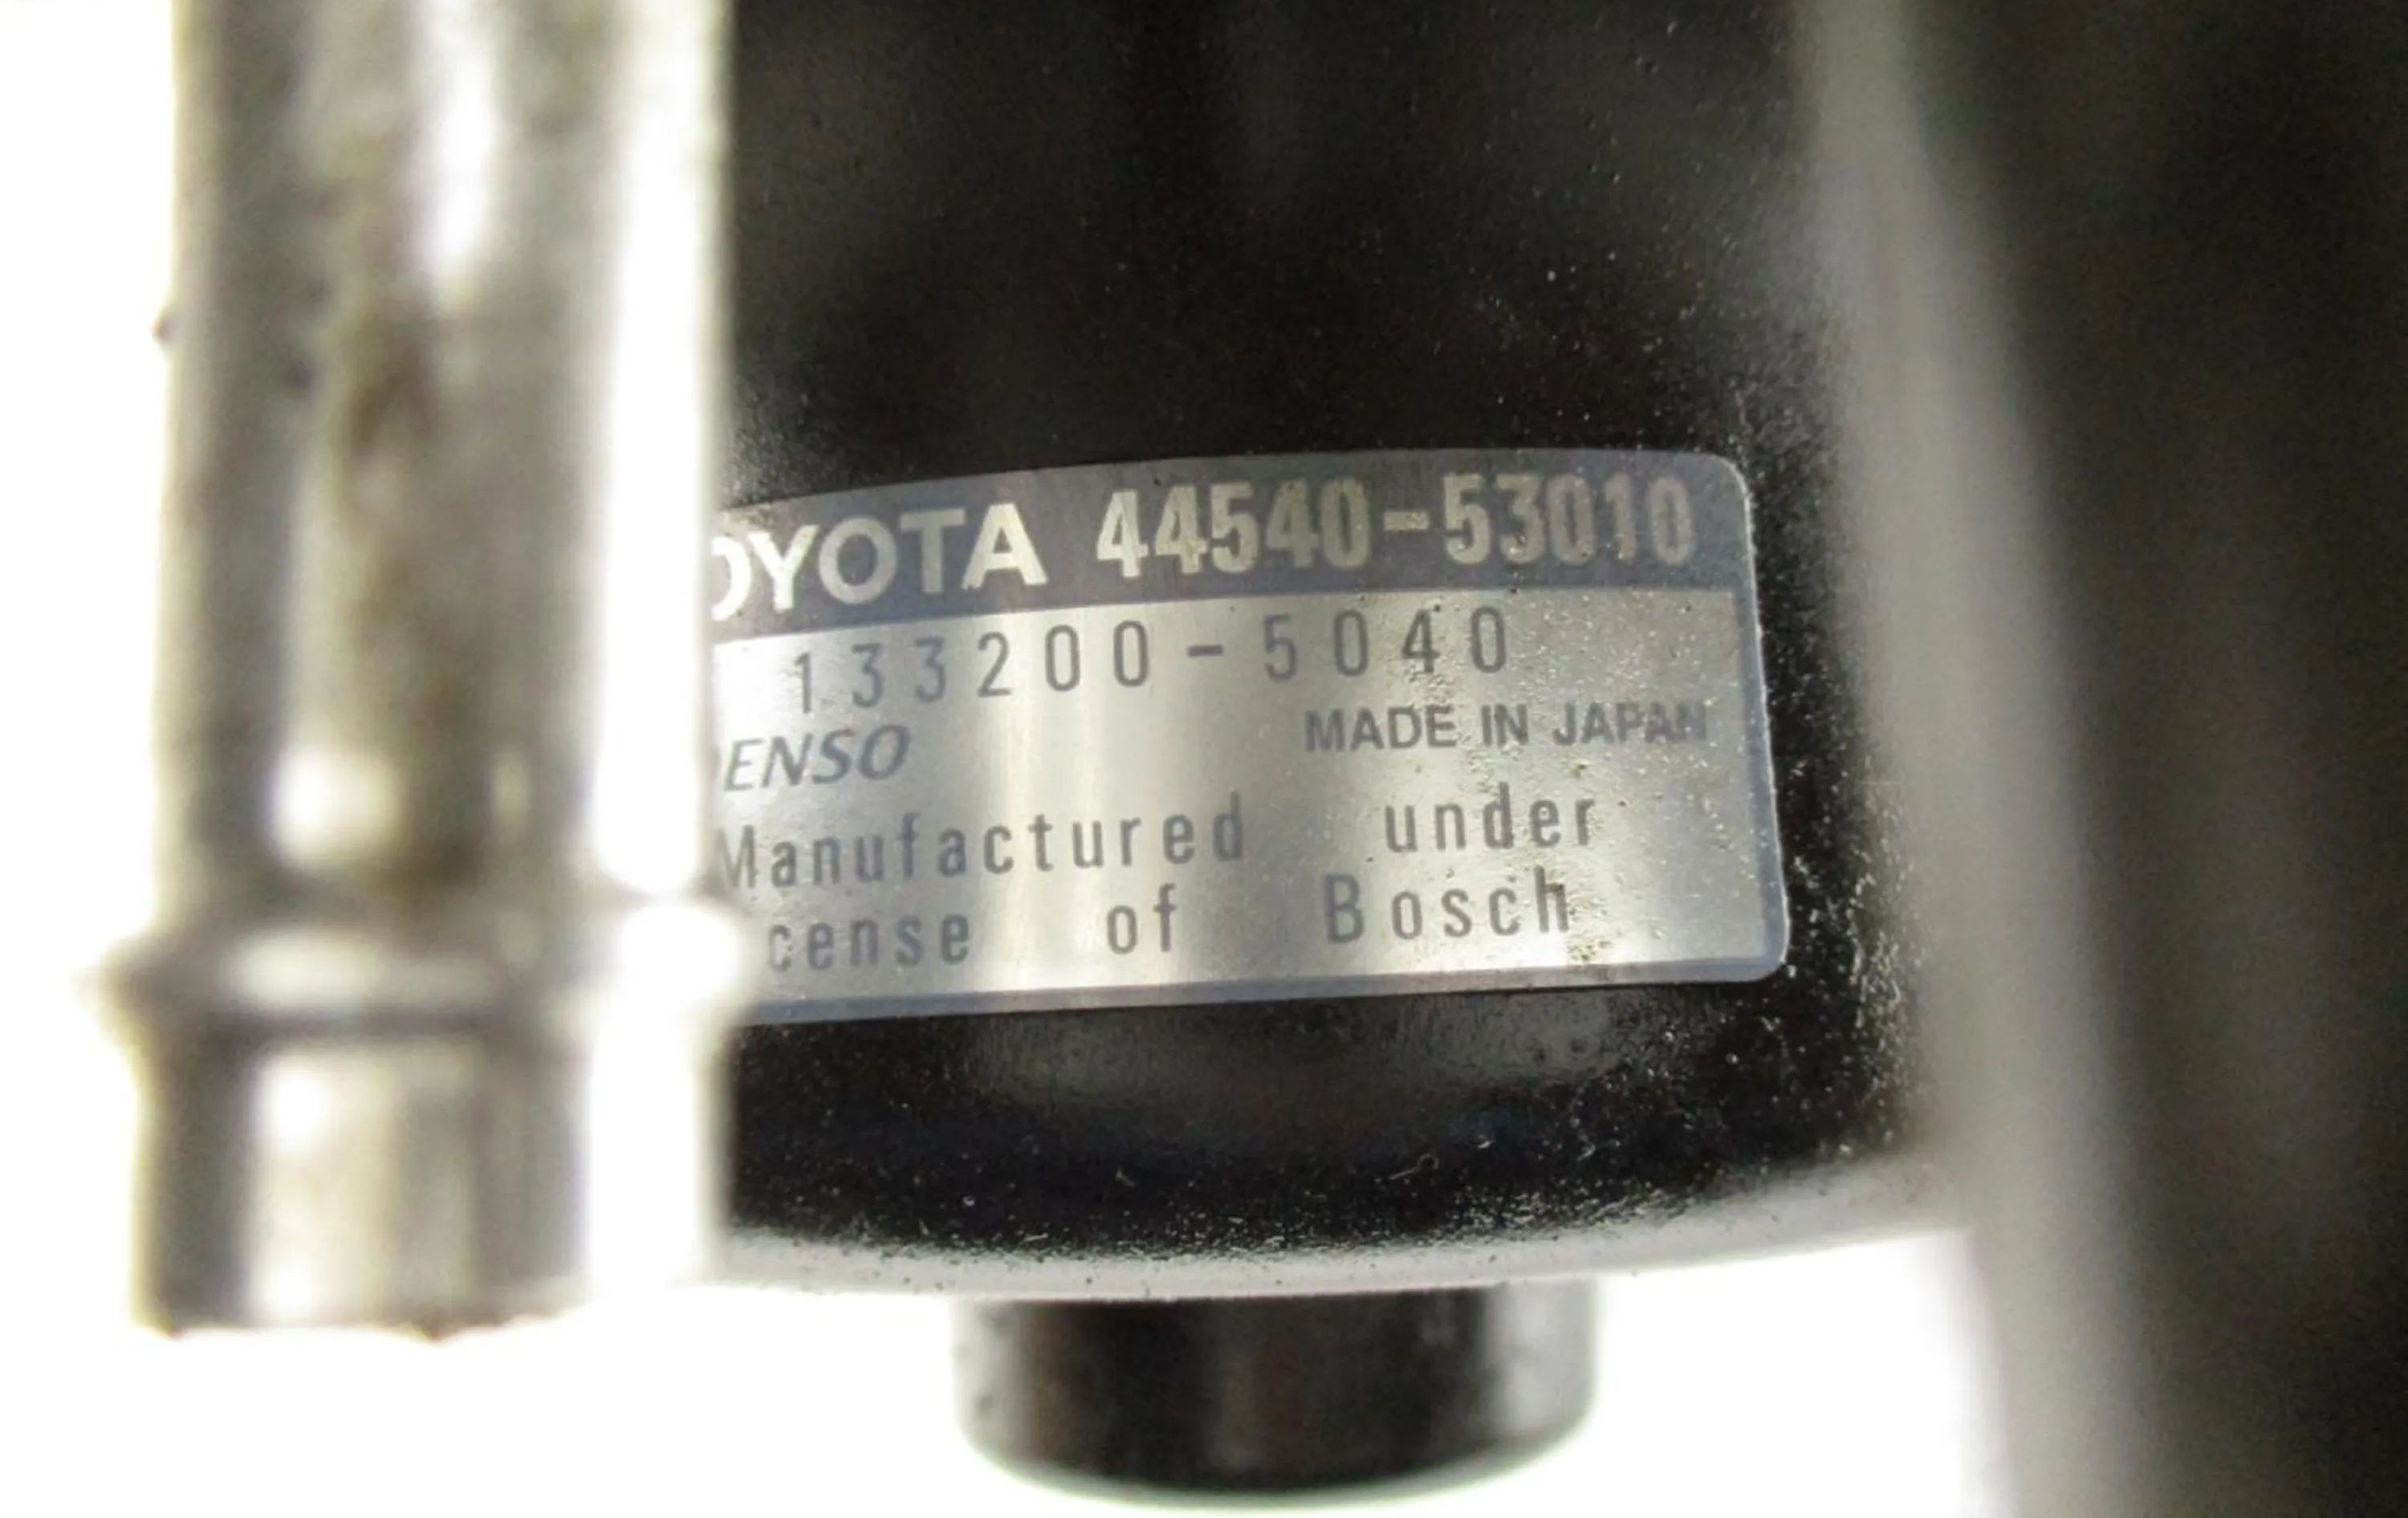 OYOTA 44540-53010
133200-5040
ENSO MADE IN JAPAN
Manufactured under
cense of Bosch